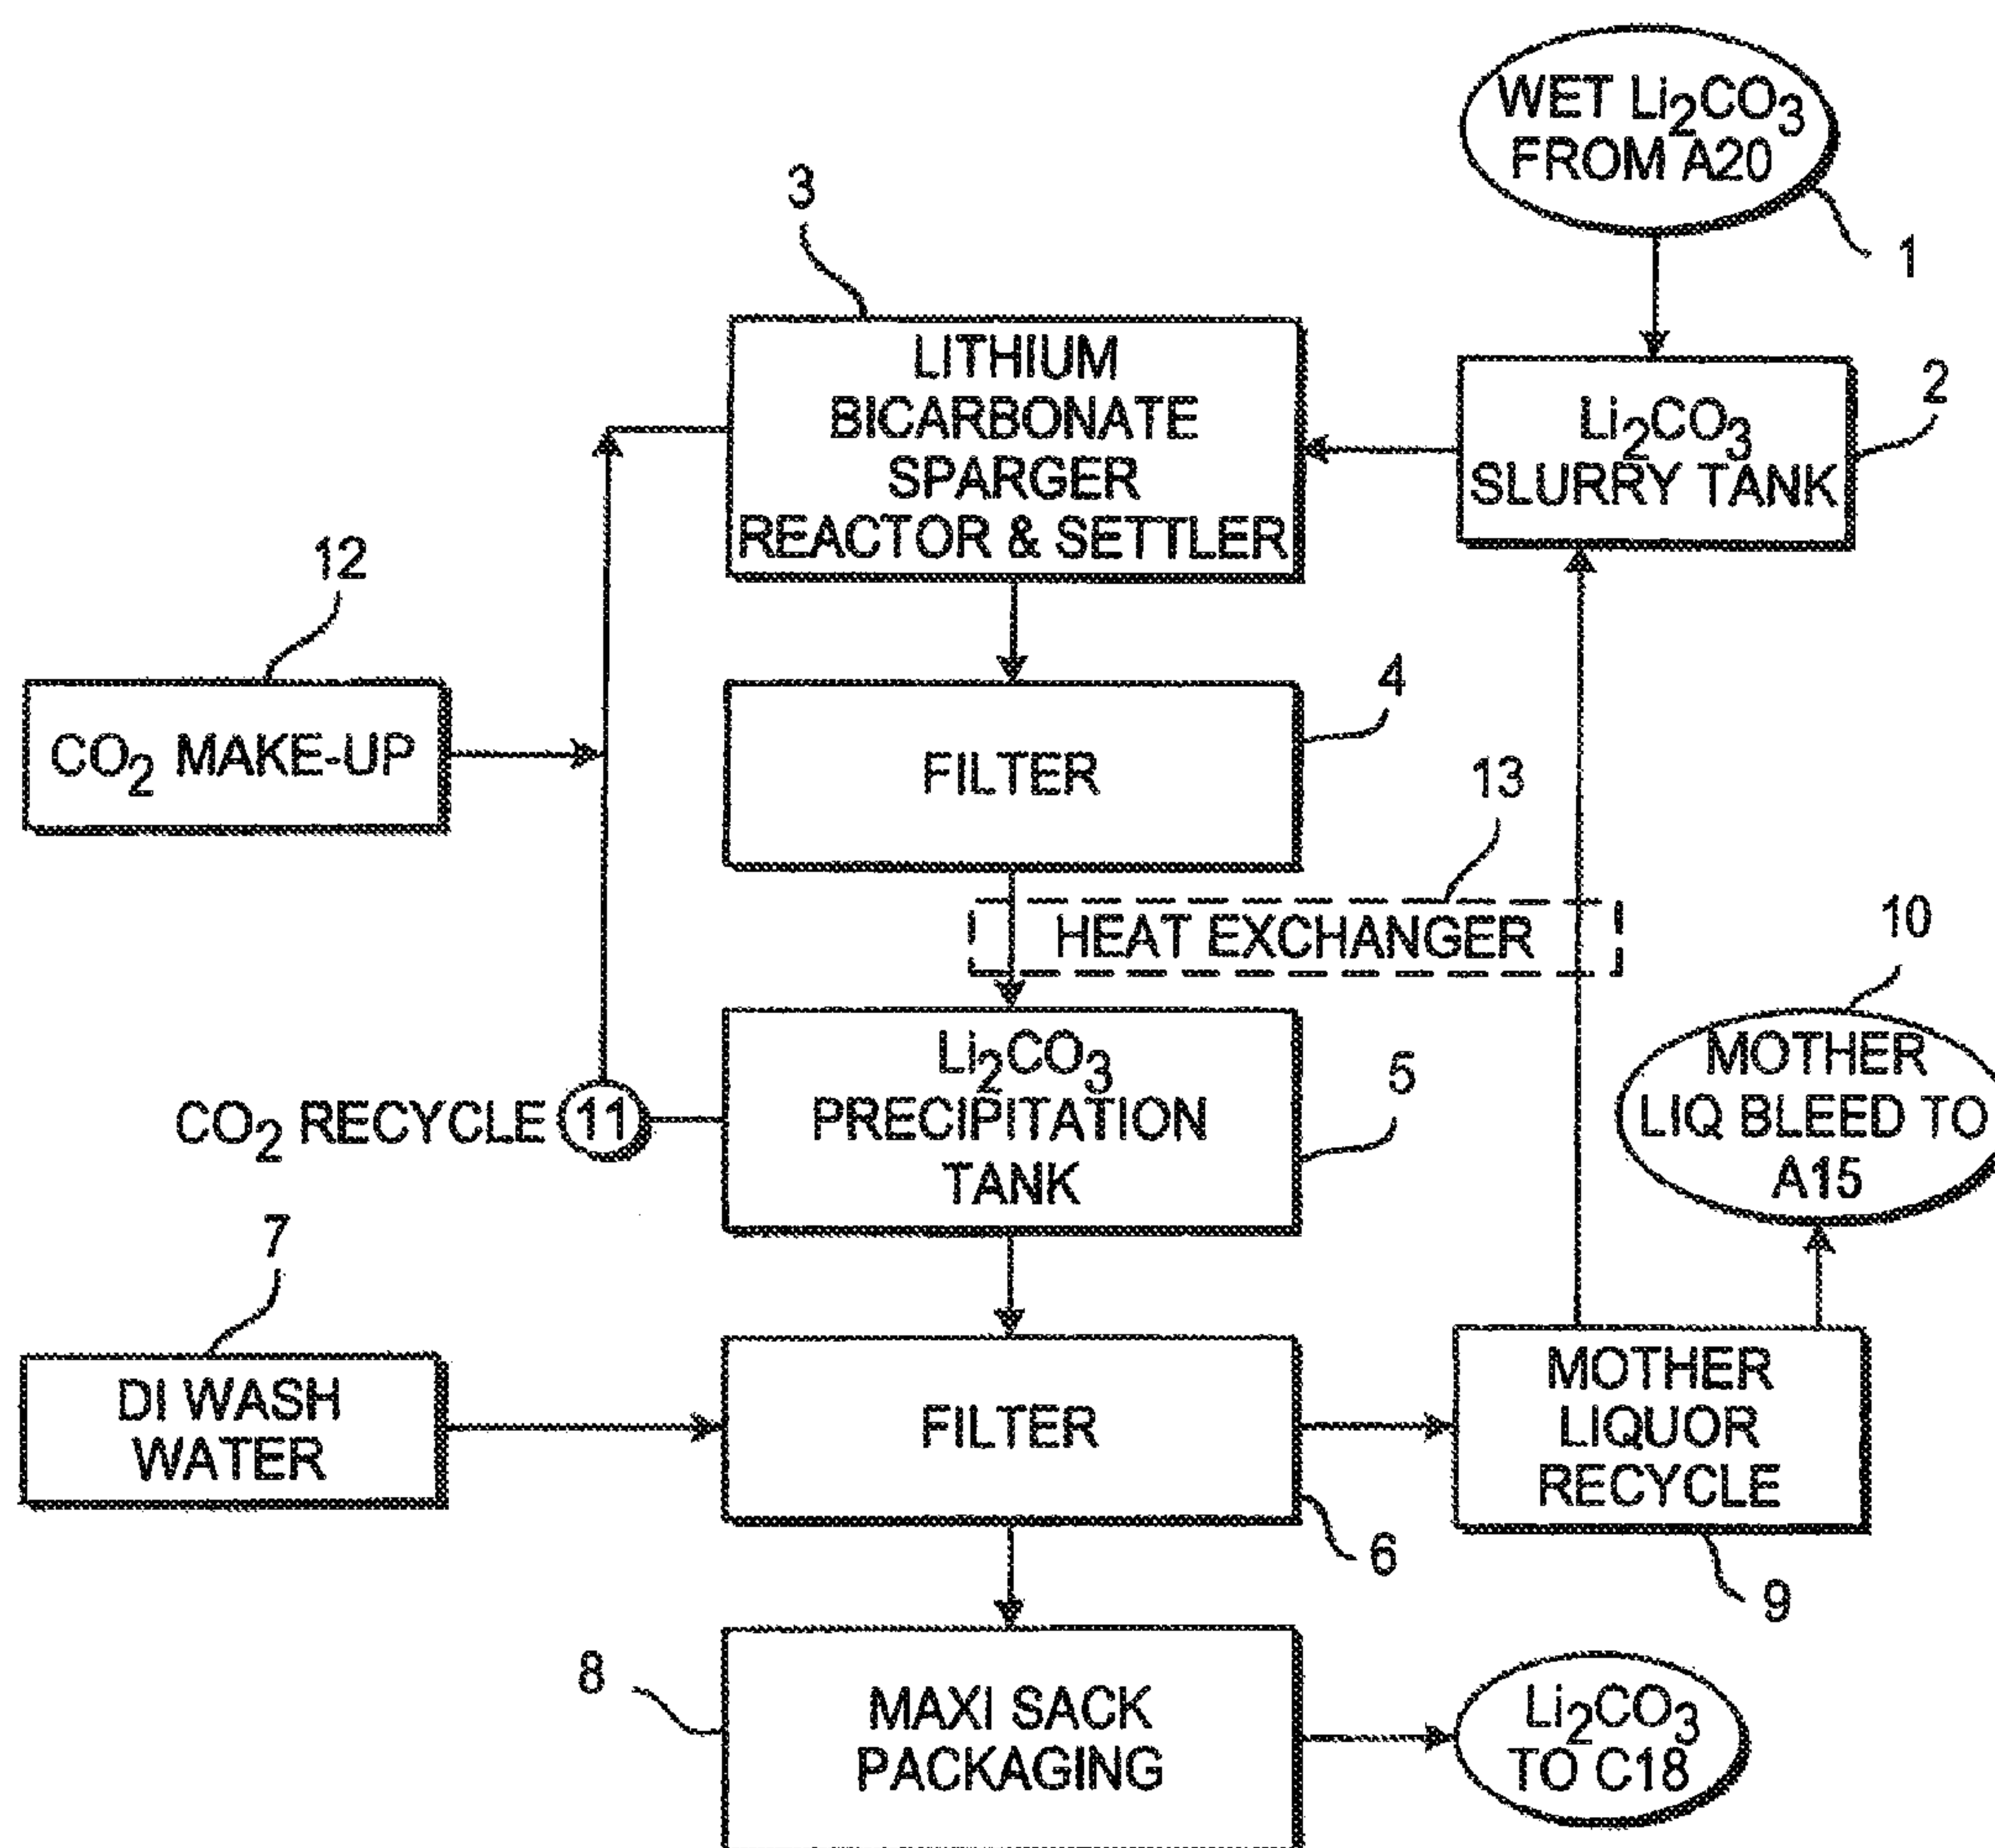 WET Li2CO3
FROM A20
1
3
LITHIUM
BICARBONATE
SPARGER
REACTOR & SETTLER
2
Li2CO3
SLURRY TANK
12
CO2 MAKE-UP
4
FILTER
13
HEAT EXCHANGER
10
MOTHER
LIQ BLEED TO
A15
Li2CO3
PRECIPITATION
TANK
5
CO2 RECYCLE 11
7
DI WASH
WATER
FILTER
6
MOTHER
LIQUOR
RECYCLE
9
8
MAXI SACK
PACKAGING
Li2CO3
TO C18